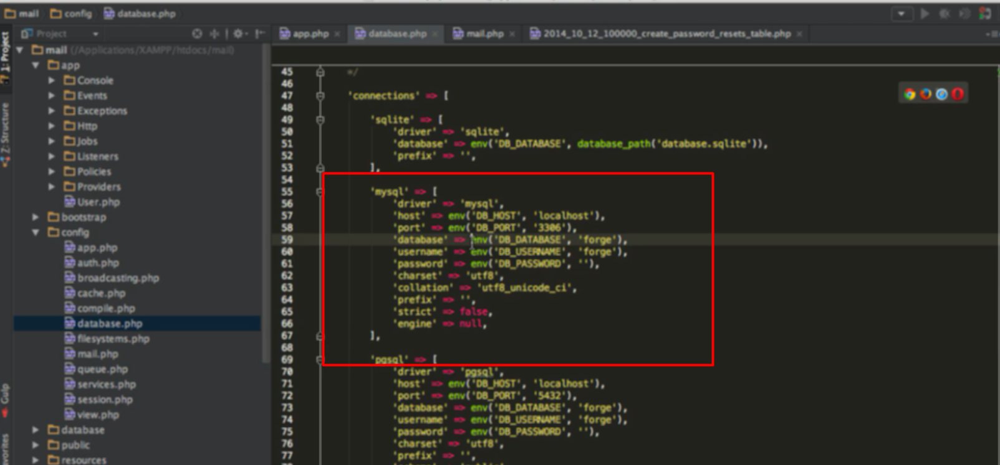 mail config database.php
Project
app.php database.php mail.php 2014_10_12_100000_create_password_resets_table.php
1: Project
Z: Structure
Gulp
mail (/Applications/XAMPP/htdocs/mail)
app
Console
Events
Exceptions
Http
Jobs
Listeners
Policies
Providers
User.php
bootstrap
config
app.php
auth.php
broadcasting.php
cache.php
compile.php
database.php
filesystems.php
mail.php
queue.php
services.php
session.php
view.php
database
public
resources
45 */
46
47 'connections' => [
48
49 'sqlite' => [
50 'driver' => 'sqlite',
51 'database' => env('DB_DATABASE', database_path('database.sqlite')),
52 'prefix' => '',
53 ],
54
55 'mysql' => [
56 'driver' => 'mysql',
57 'host' => env('DB_HOST', 'localhost'),
58 'port' => env('DB_PORT', '3306'),
59 'database' => env('DB_DATABASE', 'forge'),
60 'username' => env('DB_USERNAME', 'forge'),
61 'password' => env('DB_PASSWORD', ''),
62 'charset' => 'utf8',
63 'collation' => 'utf8_unicode_ci',
64 'prefix' => '',
65 'strict' => false,
66 'engine' => null,
67 ],
68
69 'pgsql' => [
70 'driver' => 'pgsql',
71 'host' => env('DB_HOST', 'localhost'),
72 'port' => env('DB_PORT', '5432'),
73 'database' => env('DB_DATABASE', 'forge'),
74 'username' => env('DB_USERNAME', 'forge'),
75 'password' => env('DB_PASSWORD', ''),
76 'charset' => 'utf8',
77 'prefix' => '',